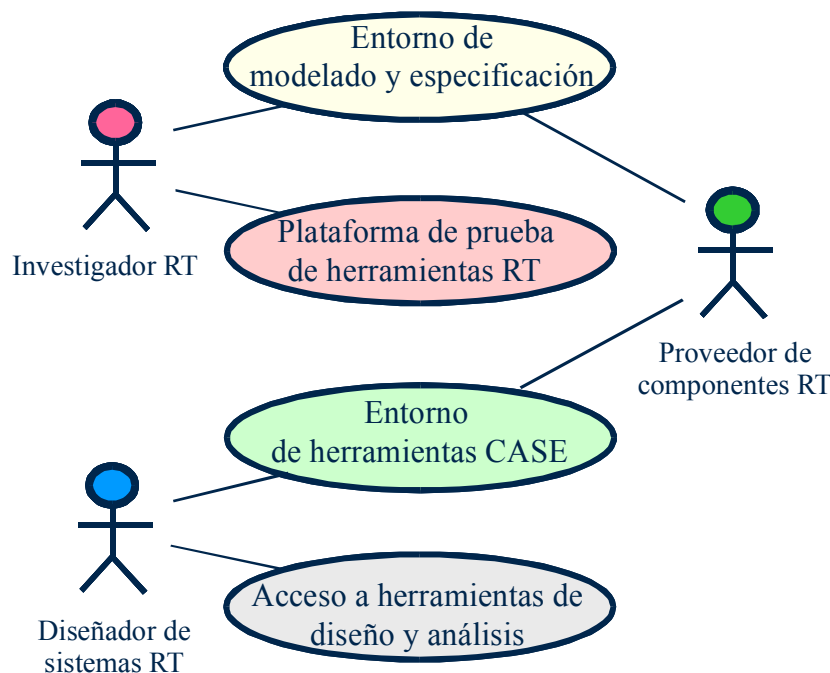 Entorno de
modelado y especificación
Investigador RT
Plataforma de prueba
de herramientas RT
Proveedor de
componentes RT
Entorno
de herramientas CASE
Diseñador de
sistemas RT
Acceso a herramientas de
diseño y análisis